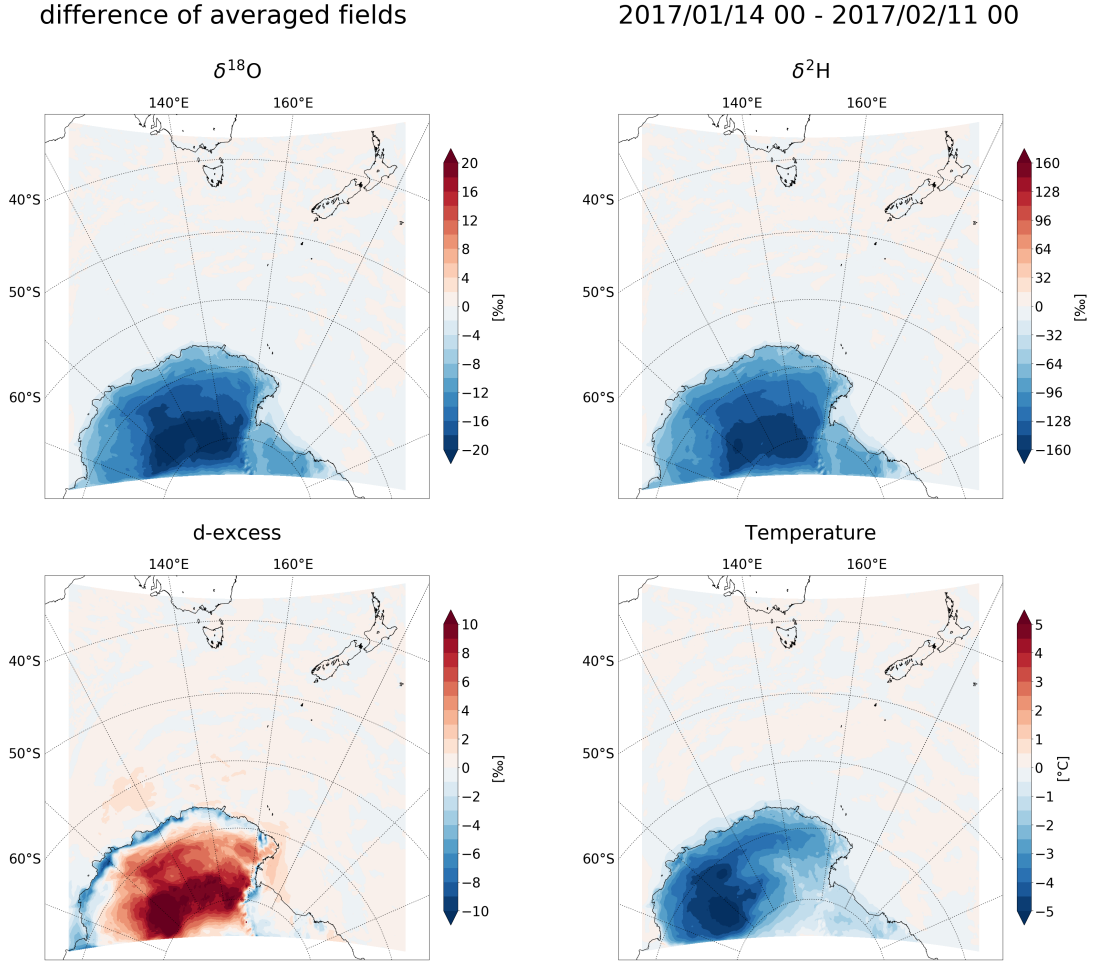 difference of averaged fields
2017/01/14 00 - 2017/02/11 00
δ¹⁸O
140°E 160°E
40°S
50°S
60°S
20
16
12
8
4
0
−4
−8
−12
−16
−20
[‰]
δ²H
140°E 160°E
40°S
50°S
60°S
160
128
96
64
32
0
−32
−64
−96
−128
−160
[‰]
d-excess
140°E 160°E
40°S
50°S
60°S
10
8
6
4
2
0
−2
−4
−6
−8
−10
[‰]
Temperature
140°E 160°E
40°S
50°S
60°S
5
4
3
2
1
0
−1
−2
−3
−4
−5
[°C]